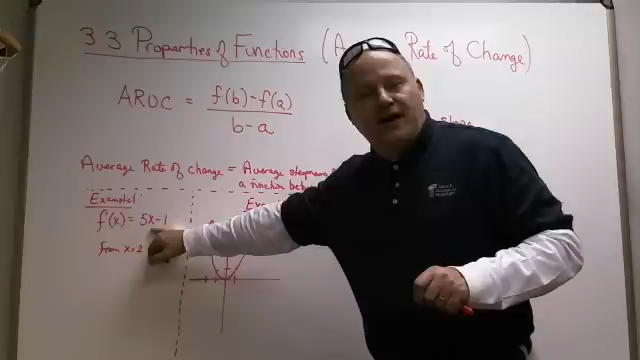 3 3 Properties of Functions ( Rate of Change)
AROC = f(b)-f(a) / b-a
Average Rate of change = Average steepness
a function
Example 1
f(x) = 5x-1
from x=2